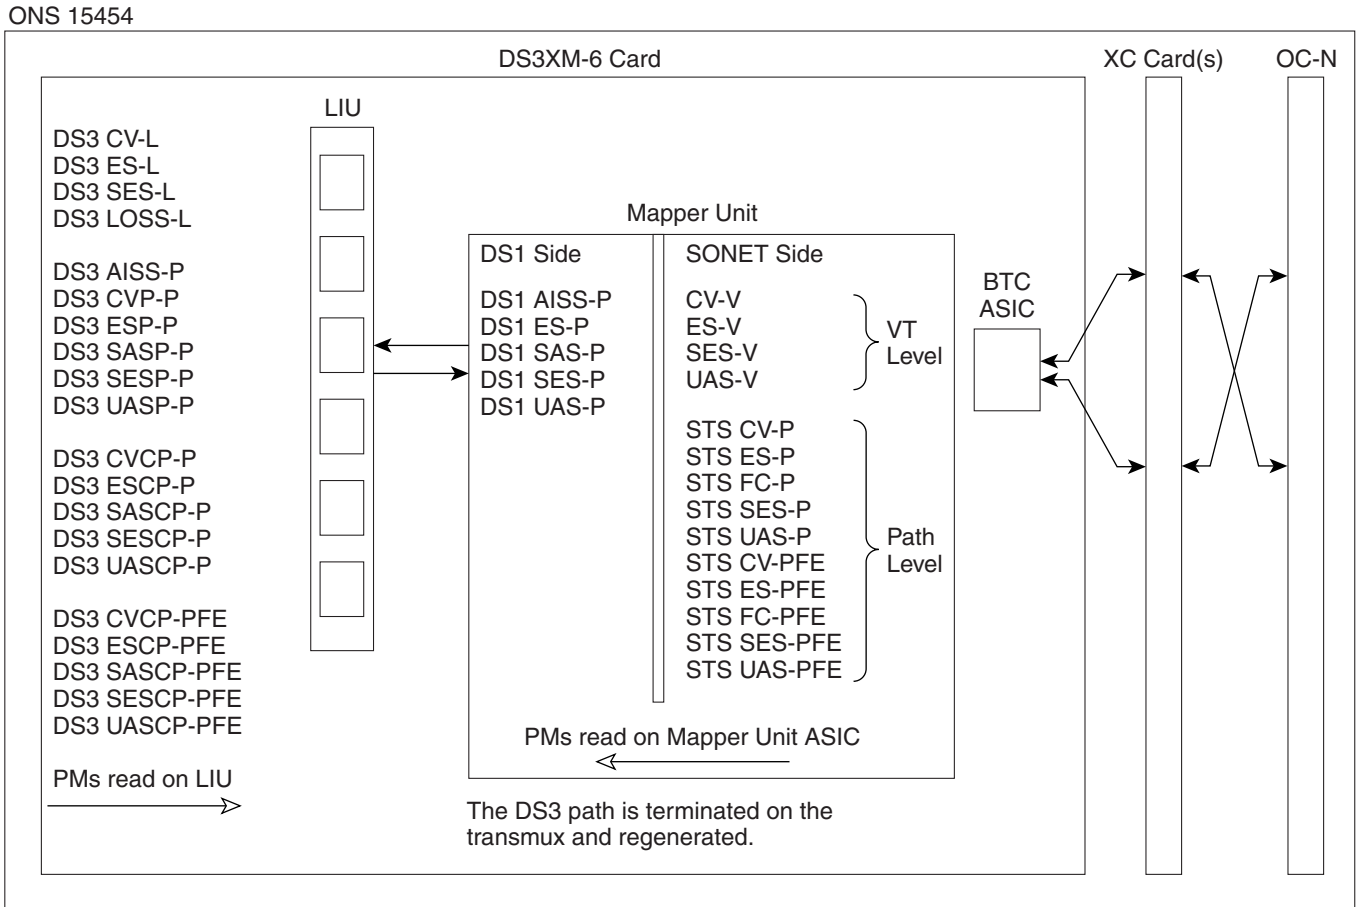 ONS 15454
DS3XM-6 Card
XC Card(s)
OC-N
LIU
DS3 CV-L
DS3 ES-L
DS3 SES-L
DS3 LOSS-L
DS3 AISS-P
DS3 CVP-P
DS3 ESP-P
DS3 SASP-P
DS3 SESP-P
DS3 UASP-P
DS3 CVCP-P
DS3 ESCP-P
DS3 SASCP-P
DS3 SESCP-P
DS3 UASCP-P
DS3 CVCP-PFE
DS3 ESCP-PFE
DS3 SASCP-PFE
DS3 SESCP-PFE
DS3 UASCP-PFE
PMs read on LIU
Mapper Unit
DS1 Side
DS1 AISS-P
DS1 ES-P
DS1 SAS-P
DS1 SES-P
DS1 UAS-P
SONET Side
CV-V
ES-V
SES-V
UAS-V
VT
Level
STS CV-P
STS ES-P
STS FC-P
STS SES-P
STS UAS-P
STS CV-PFE
STS ES-PFE
STS FC-PFE
STS SES-PFE
STS UAS-PFE
Path
Level
PMs read on Mapper Unit ASIC
The DS3 path is terminated on the
transmux and regenerated.
BTC
ASIC